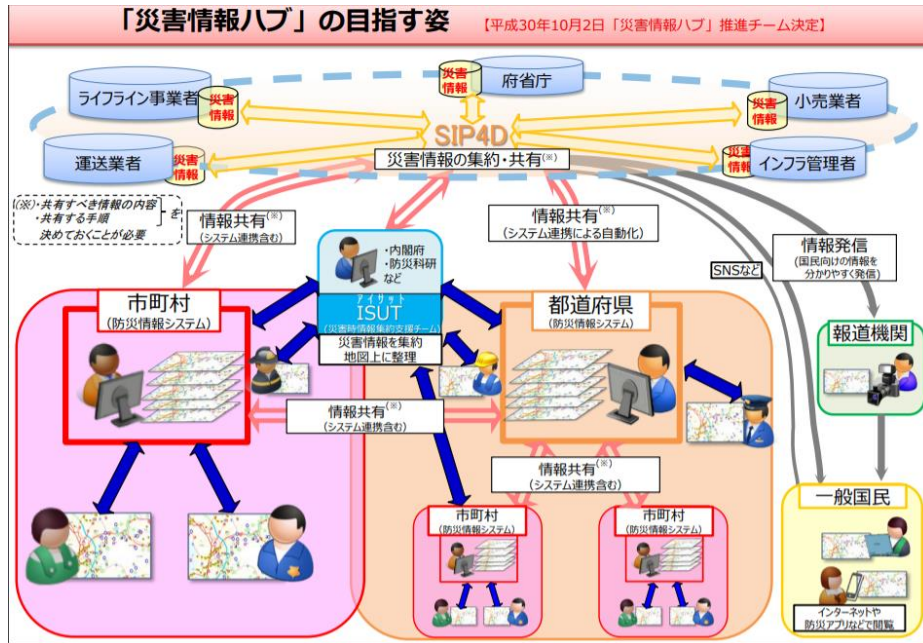 「災害情報ハブ」の目指す姿
【平成30年10月2日「災害情報ハブ」推進チーム決定】
ライフライン事業者
災害
情報
災害
情報
府省庁
災害
情報
小売業者
運送業者
災害
情報
SIP4D
災害情報の集約・共有(※)
災害
情報
インフラ管理者
(※)・共有すべき情報の内容
・共有する手順
を
決めておくことが必要
情報共有(※)
(システム連携含む)
・内閣府
・防災科研
など
アイサット
ISUT
(災害時情報集約支援チーム)
災害情報を集約
地図上に整理
情報共有(※)
(システム連携による自動化)
SNSなど
情報発信
(国民向けの情報を
分かりやすく発信)
市町村
(防災情報システム)
都道府県
(防災情報システム)
報道機関
情報共有(※)
(システム連携含む)
情報共有(※)
(システム連携含む)
市町村
(防災情報システム)
市町村
(防災情報システム)
一般国民
インターネットや
防災アプリなどで閲覧